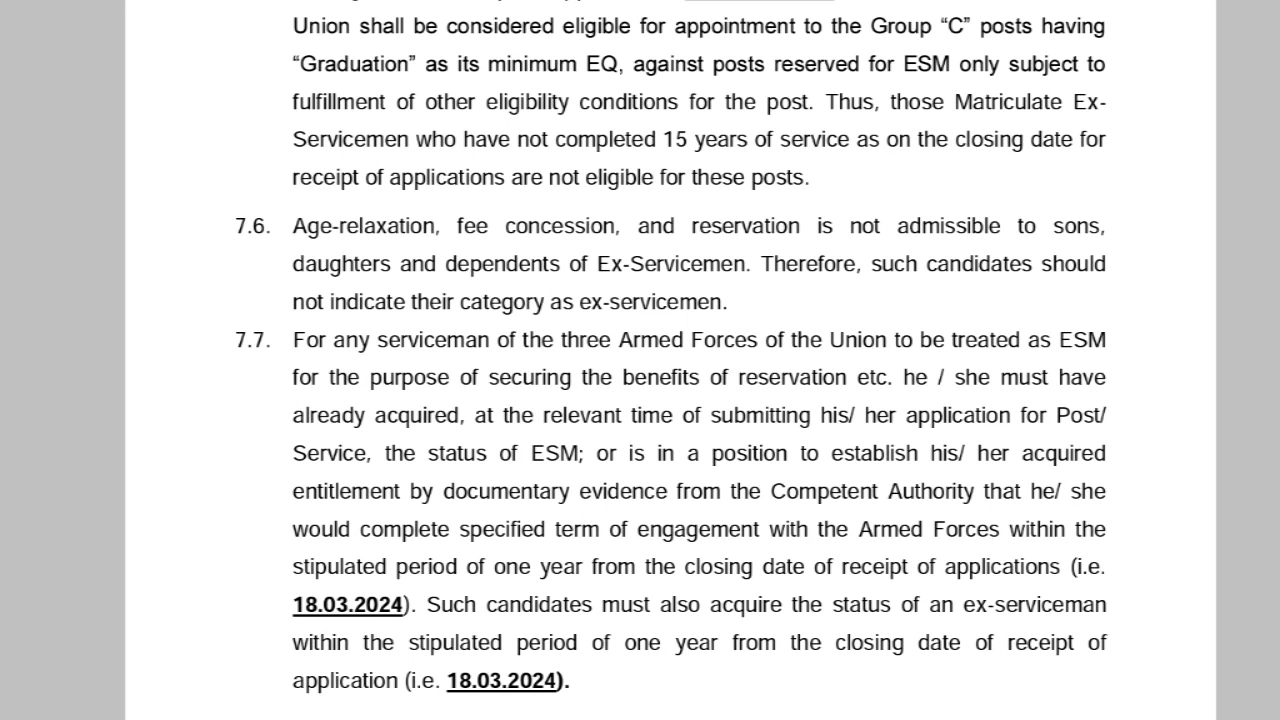 Union shall be considered eligible for appointment to the Group “C” posts having
“Graduation” as its minimum EQ, against posts reserved for ESM only subject to
fulfillment of other eligibility conditions for the post. Thus, those Matriculate Ex-
Servicemen who have not completed 15 years of service as on the closing date for
receipt of applications are not eligible for these posts.
7.6. Age-relaxation, fee concession, and reservation is not admissible to sons,
daughters and dependents of Ex-Servicemen. Therefore, such candidates should
not indicate their category as ex-servicemen.
7.7. For any serviceman of the three Armed Forces of the Union to be treated as ESM
for the purpose of securing the benefits of reservation etc. he / she must have
already acquired, at the relevant time of submitting his/ her application for Post/
Service, the status of ESM; or is in a position to establish his/ her acquired
entitlement by documentary evidence from the Competent Authority that he/ she
would complete specified term of engagement with the Armed Forces within the
stipulated period of one year from the closing date of receipt of applications (i.e.
18.03.2024). Such candidates must also acquire the status of an ex-serviceman
within the stipulated period of one year from the closing date of receipt of
application (i.e. 18.03.2024).